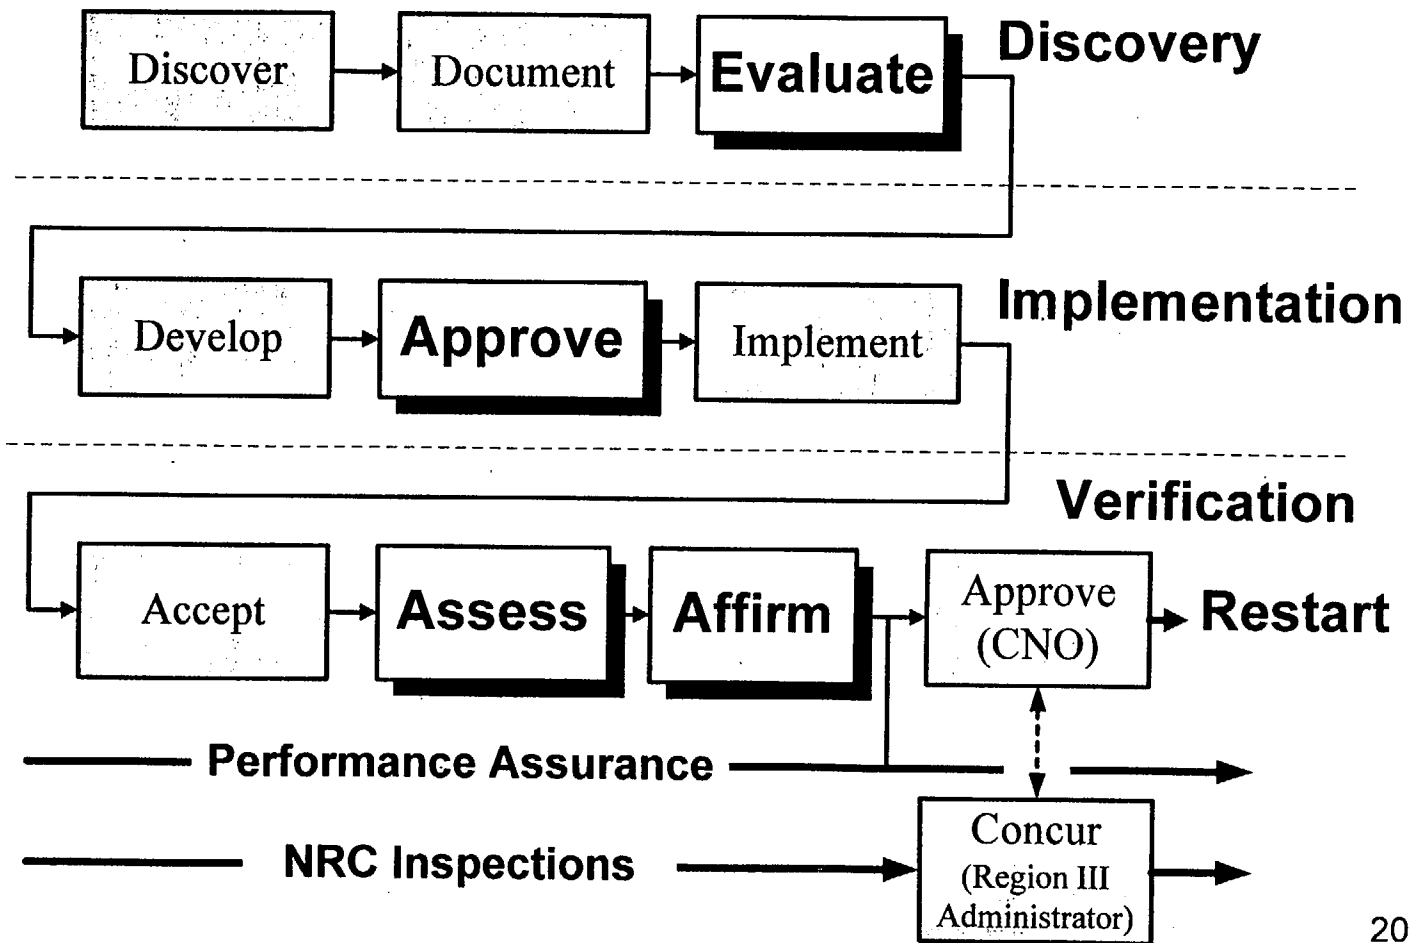 Discover
Document
Evaluate
Discovery
Develop
Approve
Implement
Implementation
Verification
Accept
Assess
Affirm
Approve
(CNO)
Restart
Performance Assurance
NRC Inspections
Concur
(Region III
Administrator)
20